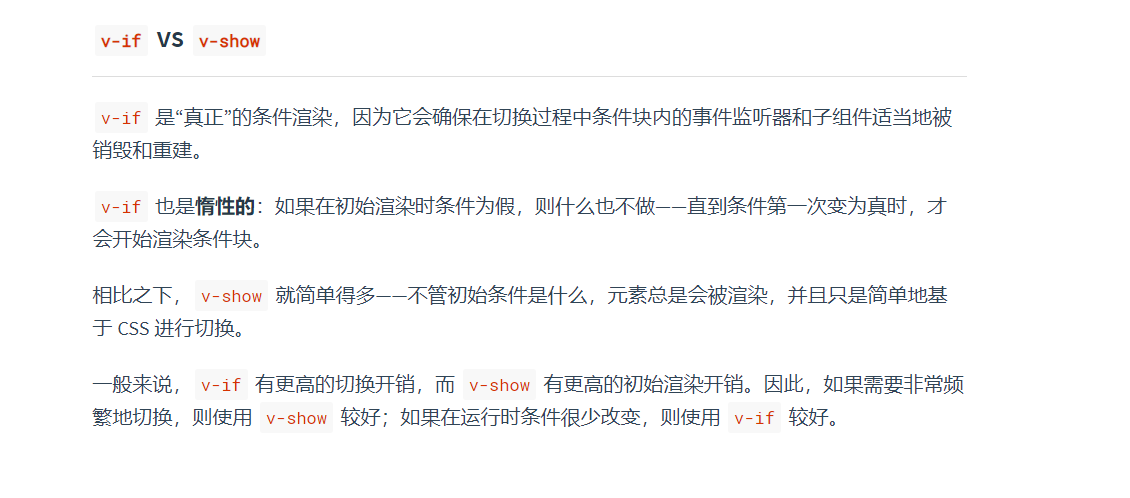 v-if VS v-show
v-if 是“真正”的条件渲染，因为它会确保在切换过程中条件块内的事件监听器和子组件适当地被
销毁和重建。
v-if 也是惰性的：如果在初始渲染时条件为假，则什么也不做——直到条件第一次变为真时，才
会开始渲染条件块。
相比之下， v-show 就简单得多——不管初始条件是什么，元素总是会被渲染，并且只是简单地基
于 CSS 进行切换。
一般来说， v-if 有更高的切换开销，而 v-show 有更高的初始渲染开销。因此，如果需要非常频
繁地切换，则使用 v-show 较好；如果在运行时条件很少改变，则使用 v-if 较好。